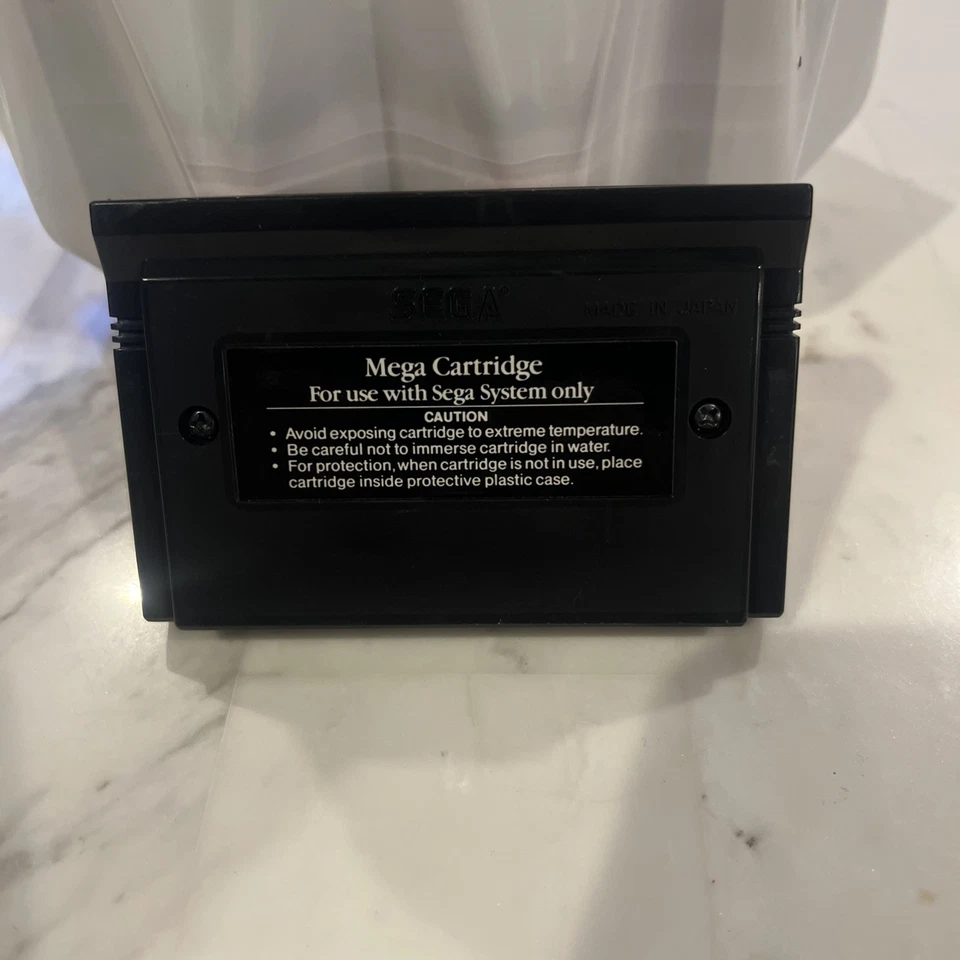 SEGA®
MADE IN JAPAN
Mega Cartridge
For use with Sega System only
CAUTION
• Avoid exposing cartridge to extreme temperature.
• Be careful not to immerse cartridge in water.
• For protection, when cartridge is not in use, place
cartridge inside protective plastic case.